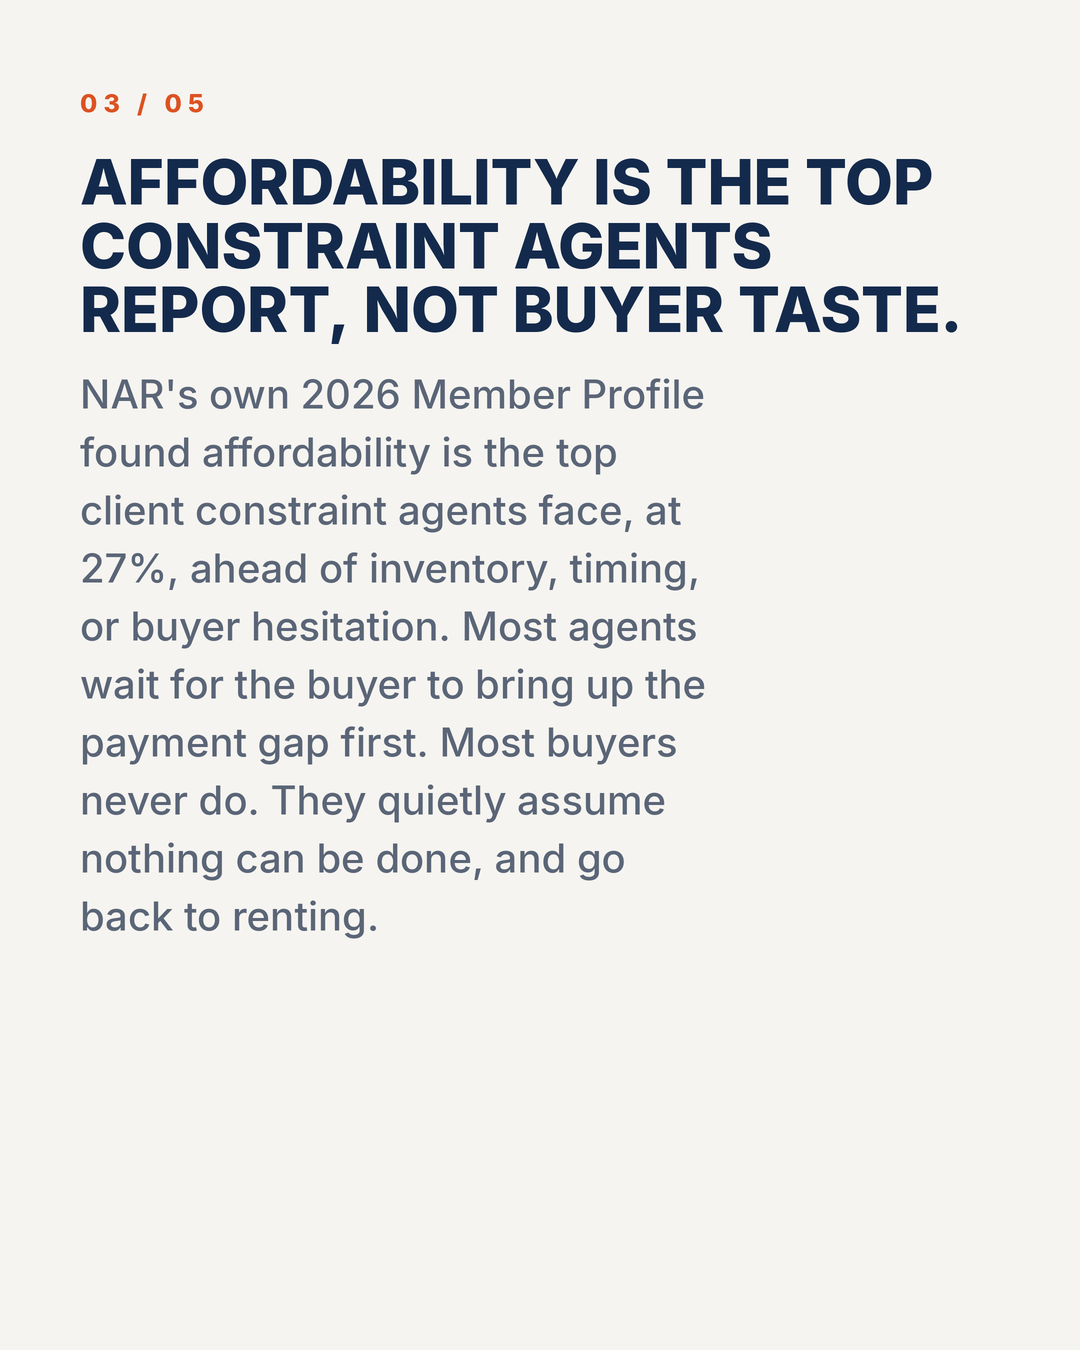 03 / 05
AFFORDABILITY IS THE TOP
CONSTRAINT AGENTS
REPORT, NOT BUYER TASTE.
NAR's own 2026 Member Profile
found affordability is the top
client constraint agents face, at
27%, ahead of inventory, timing,
or buyer hesitation. Most agents
wait for the buyer to bring up the
payment gap first. Most buyers
never do. They quietly assume
nothing can be done, and go
back to renting.